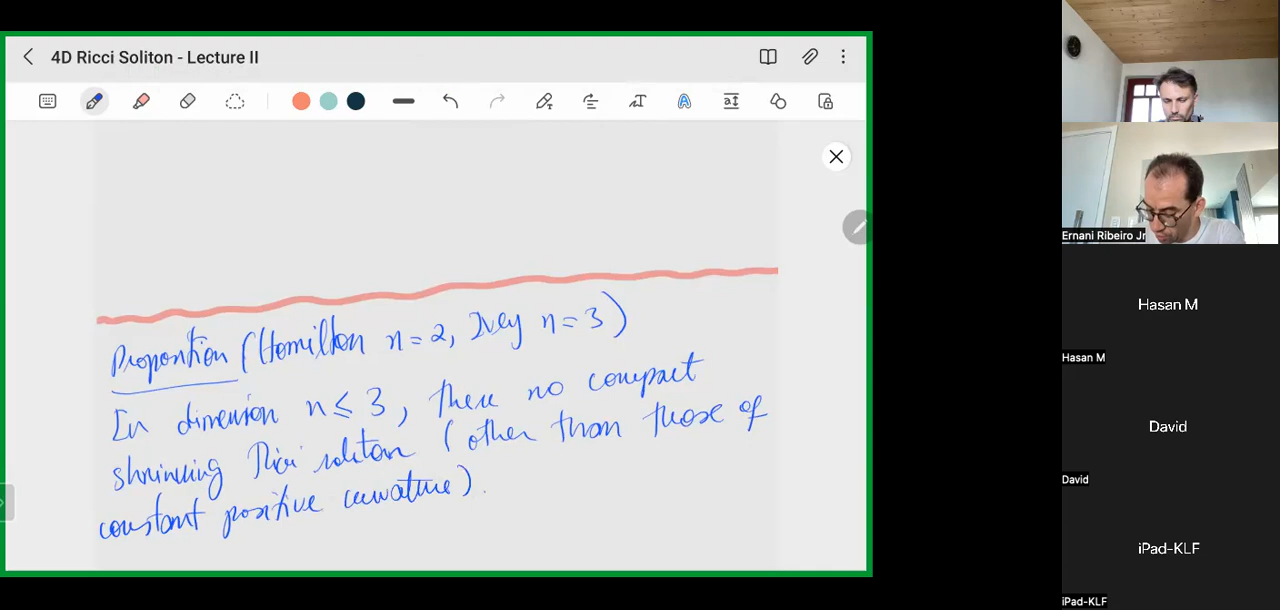 4D Ricci Soliton - Lecture II
Proposition (Hamilton n=2, Ivey n=3)
In dimension n ≤ 3, there no compact
shrinking Ricci soliton (other than those of
constant positive curvature).
Ernani Ribeiro Jr
Hasan M
Hasan M
David
David
iPad-KLF
iPad-KLF